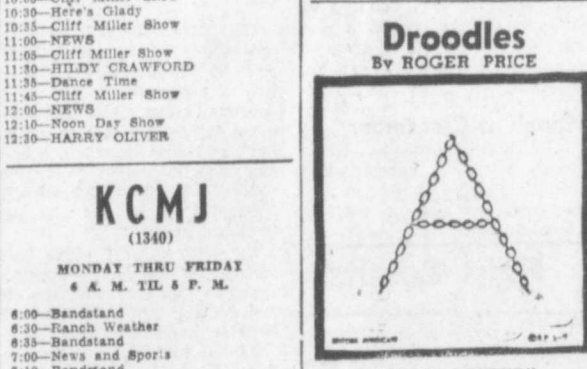 10:30—Here's Glady
10:35—Cliff Miller Show
11:00—NEWS
11:05—Cliff Miller Show
11:30—HILDY CRAWFORD
11:35—Dance Time
11:45—Cliff Miller Show
12:00—NEWS
12:10—Noon Day Show
12:30—HARRY OLIVER
KCMJ
(1340)
MONDAY THRU FRIDAY
6 A. M. TIL 5 P. M.
6:00—Bandstand
6:30—Ranch Weather
6:35—Bandstand
7:00—News and Sports
Bandstand
Droodles
By ROGER PRICE